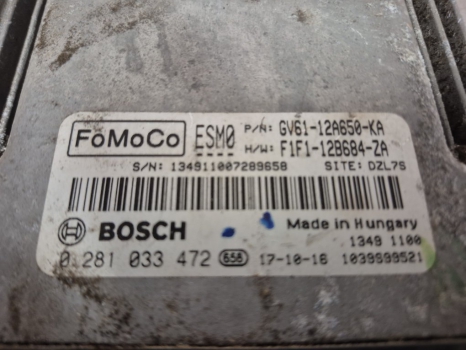 FoMoCo ESM0 P/N: GV61-12A650-KA
H/W: F1F1-12B684-ZA
S/N: 134911007289658 SITE: DZL7S
BOSCH Made in Hungary
1349 1100
0 281 033 472 656 17-10-16 1039S99521